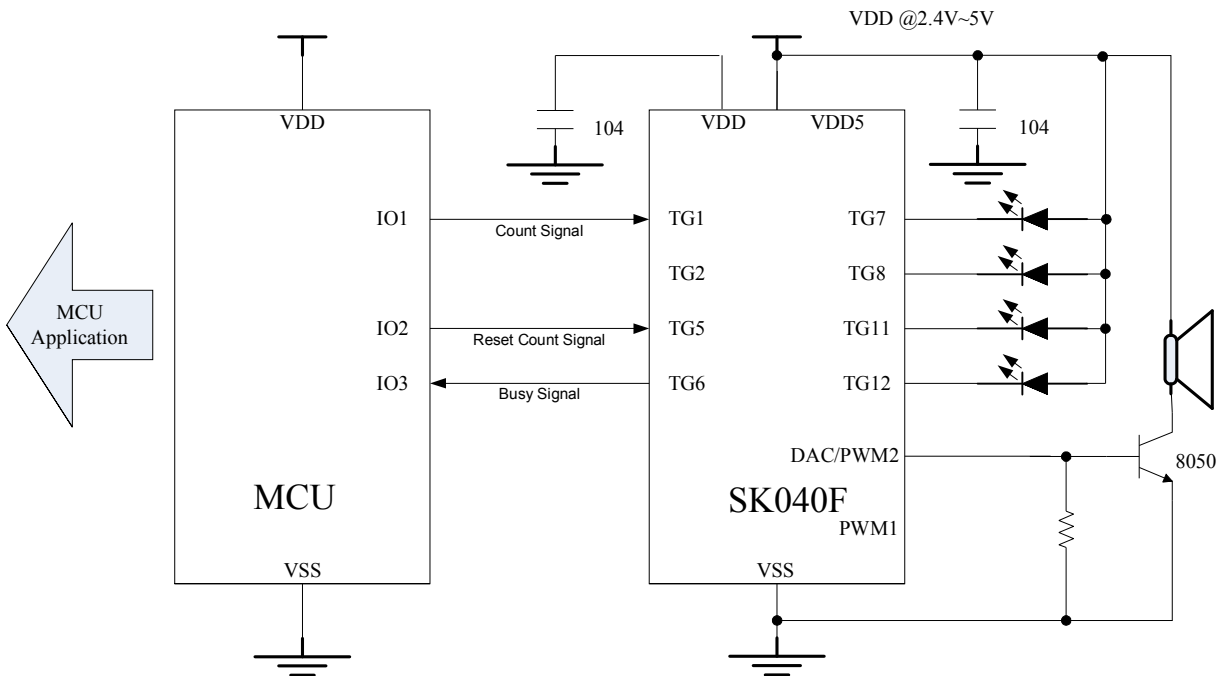 VDD @2.4V~5V
VDD
104
VDD
VDD5
104
IO1
Count Signal
TG1
TG7
TG2
TG8
MCU
Application
IO2
Reset Count Signal
TG5
TG11
IO3
Busy Signal
TG6
TG12
DAC/PWM2
8050
MCU
SK040F
PWM1
VSS
VSS